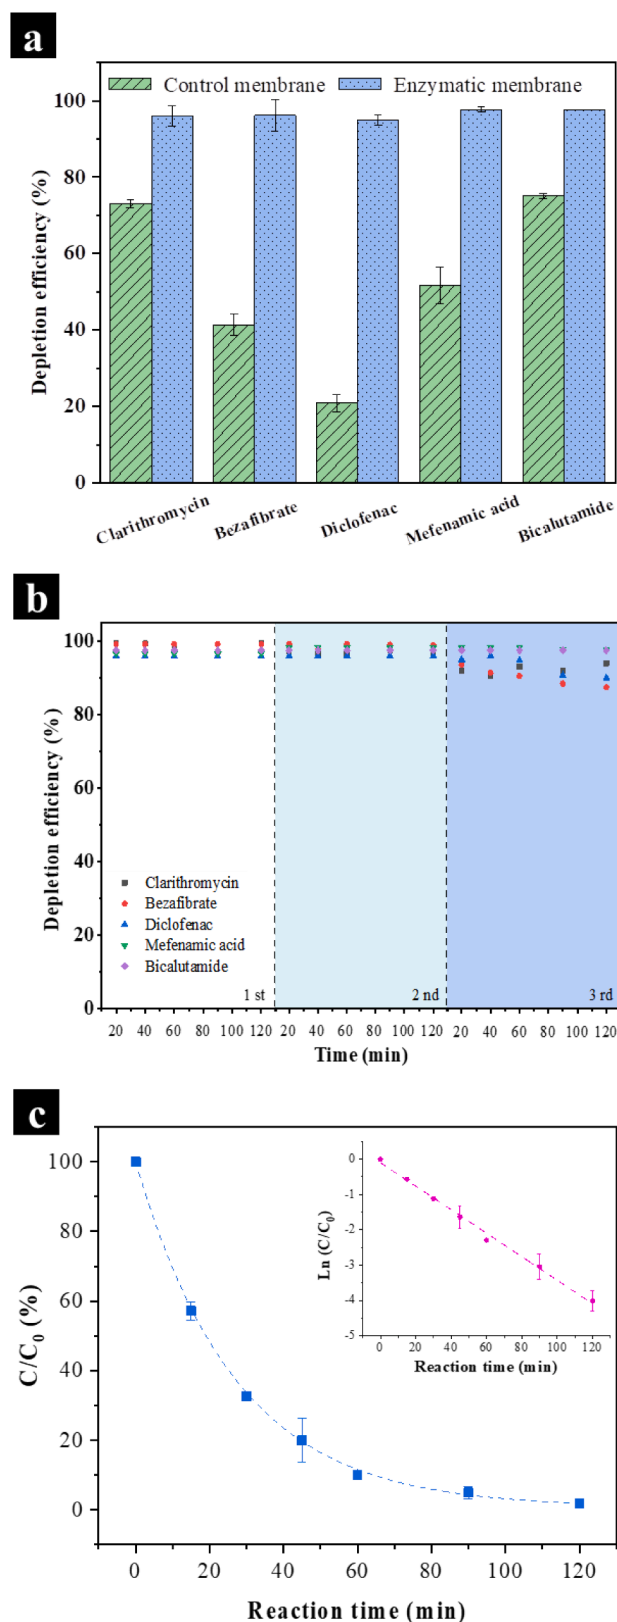 a
Control membrane
Enzymatic membrane
Depletion efficiency (%)
100
80
60
40
20
0
Clarithromycin
Bezafibrate
Diclofenac
Mefenamic acid
Bicalutamide
b
Depletion efficiency (%)
100
80
60
40
20
0
Clarithromycin
Bezafibrate
Diclofenac
Mefenamic acid
Bicalutamide
1 st
2 nd
3 rd
20 40 60 80 100 120 20 40 60 80 100 120 20 40 60 80 100 120
Time (min)
c
C/C₀ (%)
100
80
60
40
20
0
Ln (C/C₀)
0
-1
-2
-3
-4
-5
0 20 40 60 80 100 120
Reaction time (min)
0 20 40 60 80 100 120
Reaction time (min)